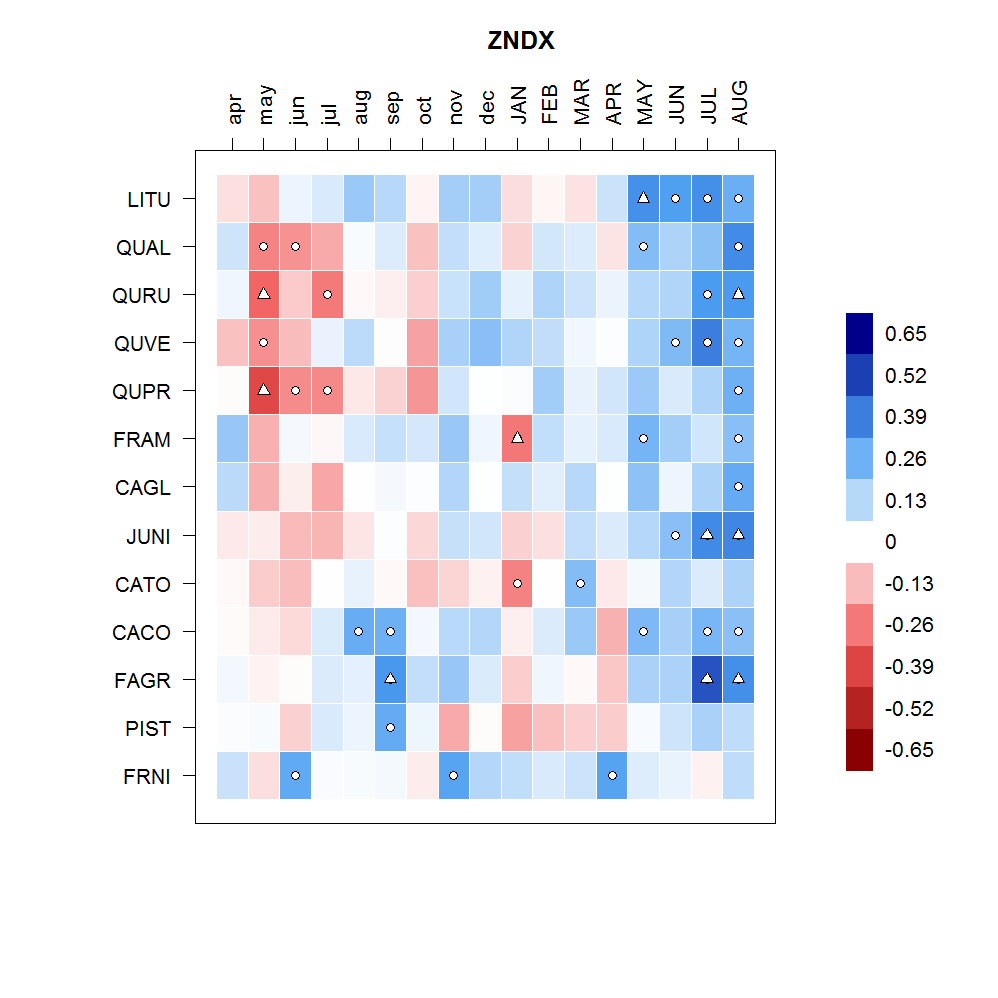 ZNDX
apr may jun jul aug sep oct nov dec JAN FEB MAR APR MAY JUN JUL AUG
LITU
QUAL
QURU
QUVE
QUPR
FRAM
CAGL
JUNI
CATO
CACO
FAGR
PIST
FRNI
0.65
0.52
0.39
0.26
0.13
0
-0.13
-0.26
-0.39
-0.52
-0.65